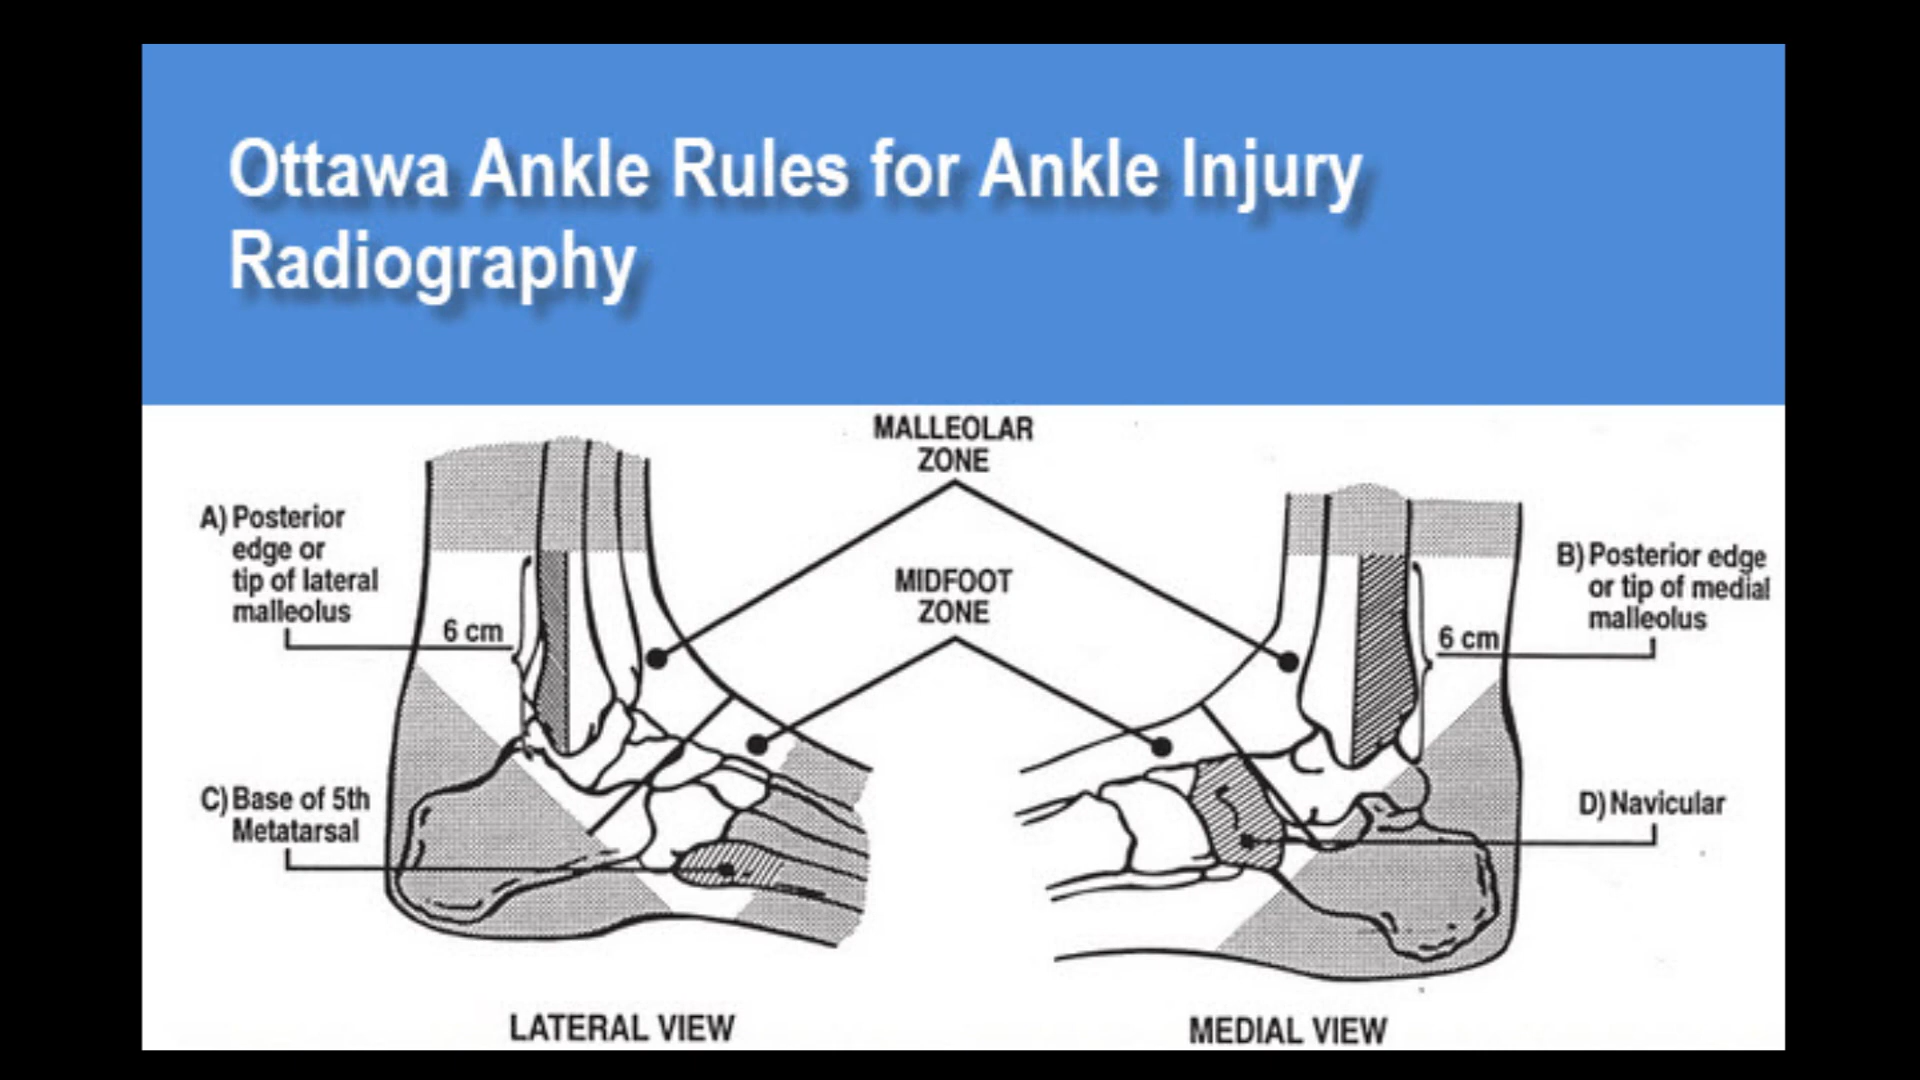 Ottawa Ankle Rules for Ankle Injury
Radiography
MALLEOLAR
ZONE
A) Posterior
edge or
tip of lateral
malleolus
6 cm
MIDFOOT
ZONE
B) Posterior edge
or tip of medial
malleolus
6 cm
C) Base of 5th
Metatarsal
D) Navicular
LATERAL VIEW
MEDIAL VIEW